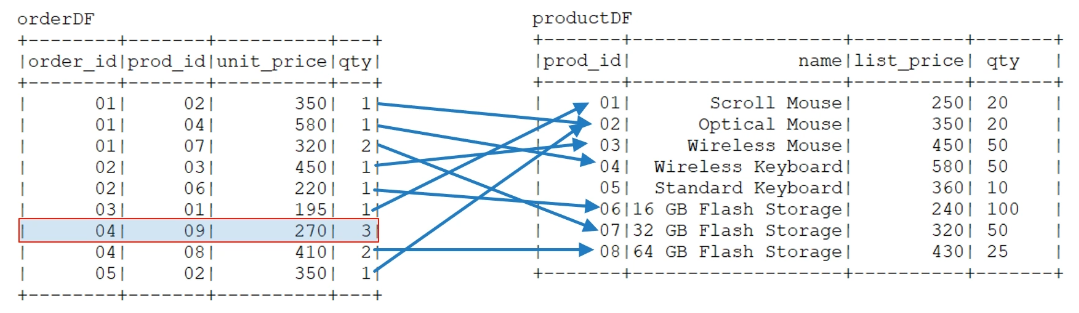 orderDF
+--------+-------+----------+---+
|order_id|prod_id|unit_price|qty|
+--------+-------+----------+---+
| 01| 02| 350| 1|
| 01| 04| 580| 1|
| 01| 07| 320| 2|
| 02| 03| 450| 1|
| 02| 06| 220| 1|
| 03| 01| 195| 1|
| 04| 09| 270| 3|
| 04| 08| 410| 2|
| 05| 02| 350| 1|
+--------+-------+----------+---+
productDF
+-------+-------------------+----------+-------+
|prod_id| name|list_price| qty |
+-------+-------------------+----------+-------+
| 01| Scroll Mouse| 250| 20 |
| 02| Optical Mouse| 350| 20 |
| 03| Wireless Mouse| 450| 50 |
| 04| Wireless Keyboard| 580| 50 |
| 05| Standard Keyboard| 360| 10 |
| 06|16 GB Flash Storage| 240| 100 |
| 07|32 GB Flash Storage| 320| 50 |
| 08|64 GB Flash Storage| 430| 25 |
+-------+-------------------+----------+-------+